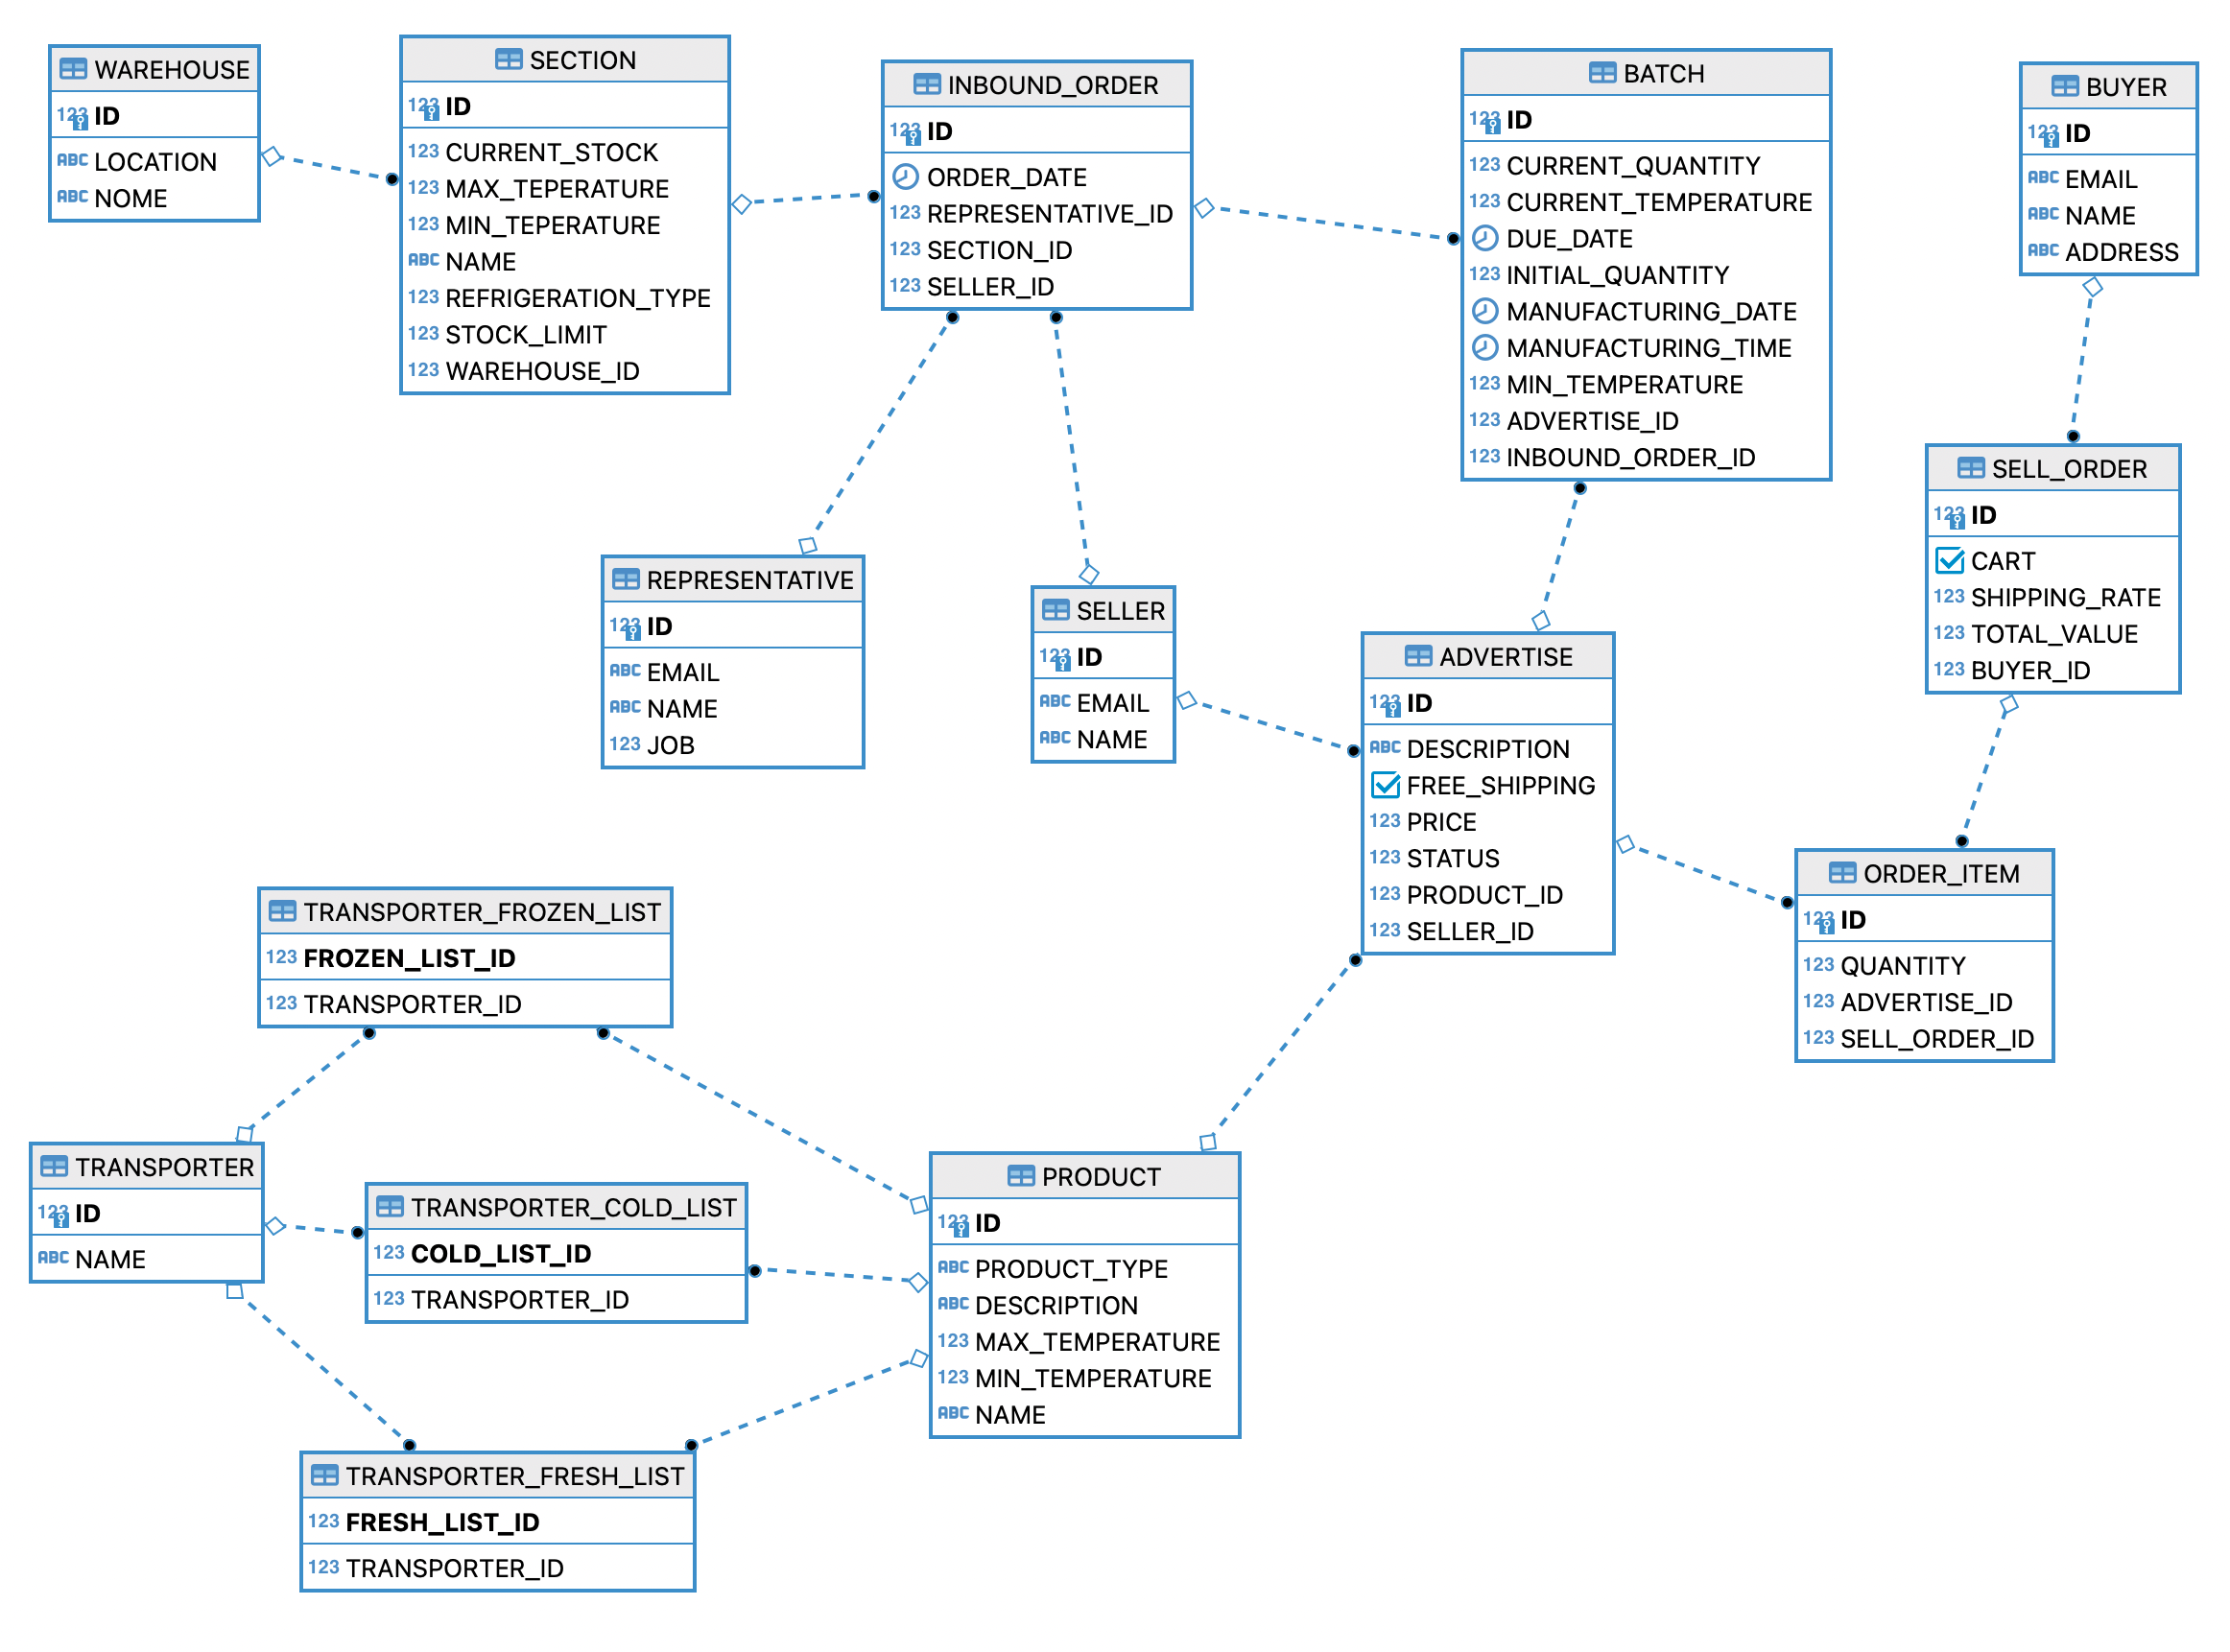 WAREHOUSE
123 ID
ABC LOCATION
ABC NOME
SECTION
123 ID
123 CURRENT_STOCK
123 MAX_TEPERATURE
123 MIN_TEPERATURE
ABC NAME
123 REFRIGERATION_TYPE
123 STOCK_LIMIT
123 WAREHOUSE_ID
INBOUND_ORDER
123 ID
ORDER_DATE
123 REPRESENTATIVE_ID
123 SECTION_ID
123 SELLER_ID
BATCH
123 ID
123 CURRENT_QUANTITY
123 CURRENT_TEMPERATURE
DUE_DATE
123 INITIAL_QUANTITY
MANUFACTURING_DATE
MANUFACTURING_TIME
123 MIN_TEMPERATURE
123 ADVERTISE_ID
123 INBOUND_ORDER_ID
BUYER
123 ID
ABC EMAIL
ABC NAME
ABC ADDRESS
SELL_ORDER
123 ID
CART
123 SHIPPING_RATE
123 TOTAL_VALUE
123 BUYER_ID
REPRESENTATIVE
123 ID
ABC EMAIL
ABC NAME
123 JOB
SELLER
123 ID
ABC EMAIL
ABC NAME
ADVERTISE
123 ID
ABC DESCRIPTION
FREE_SHIPPING
123 PRICE
123 STATUS
123 PRODUCT_ID
123 SELLER_ID
ORDER_ITEM
123 ID
123 QUANTITY
123 ADVERTISE_ID
123 SELL_ORDER_ID
TRANSPORTER_FROZEN_LIST
123 FROZEN_LIST_ID
123 TRANSPORTER_ID
TRANSPORTER
123 ID
ABC NAME
TRANSPORTER_COLD_LIST
123 COLD_LIST_ID
123 TRANSPORTER_ID
PRODUCT
123 ID
ABC PRODUCT_TYPE
ABC DESCRIPTION
123 MAX_TEMPERATURE
123 MIN_TEMPERATURE
ABC NAME
TRANSPORTER_FRESH_LIST
123 FRESH_LIST_ID
123 TRANSPORTER_ID